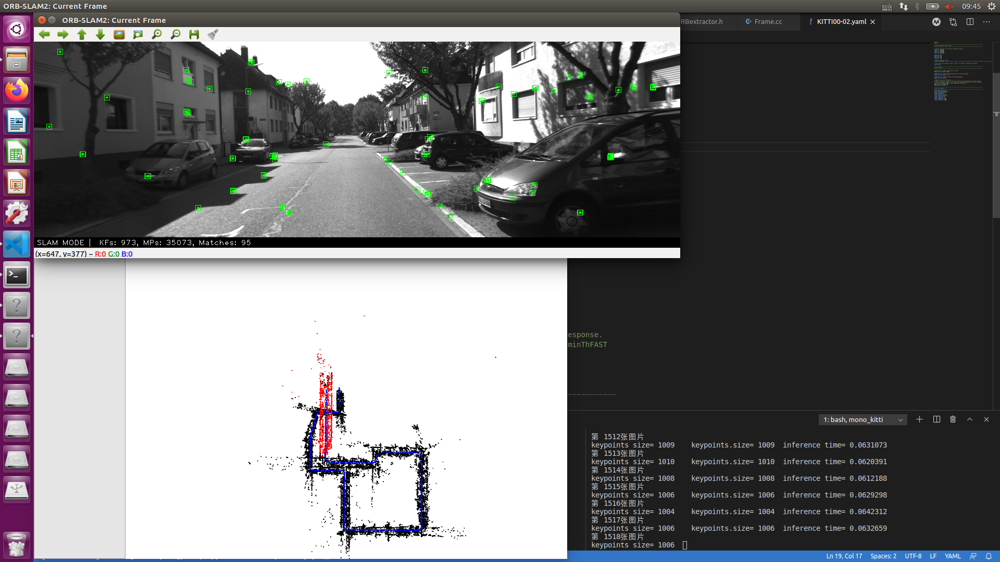 ORB-SLAM2: Current Frame
09:45
ORB-SLAM2: Current Frame
RBextractor.h
Frame.cc
! KITTI00-02.yaml
SLAM MODE | KFs: 973, MPs: 35073, Matches: 95
(x=647, y=377) ~ R:0 G:0 B:0
esponse.
minThFAST
1: bash, mono_kitti
第 1512张图片
keypoints size= 1009 keypoints.size= 1009 inference time= 0.0631073
第 1513张图片
keypoints size= 1010 keypoints.size= 1010 inference time= 0.0620391
第 1514张图片
keypoints size= 1008 keypoints.size= 1008 inference time= 0.0612188
第 1515张图片
keypoints size= 1006 keypoints.size= 1006 inference time= 0.0629298
第 1516张图片
keypoints size= 1004 keypoints.size= 1004 inference time= 0.0642312
第 1517张图片
keypoints size= 1006 keypoints.size= 1006 inference time= 0.0632659
第 1518张图片
keypoints size= 1006
Ln 19, Col 17 Spaces: 2 UTF-8 LF YAML